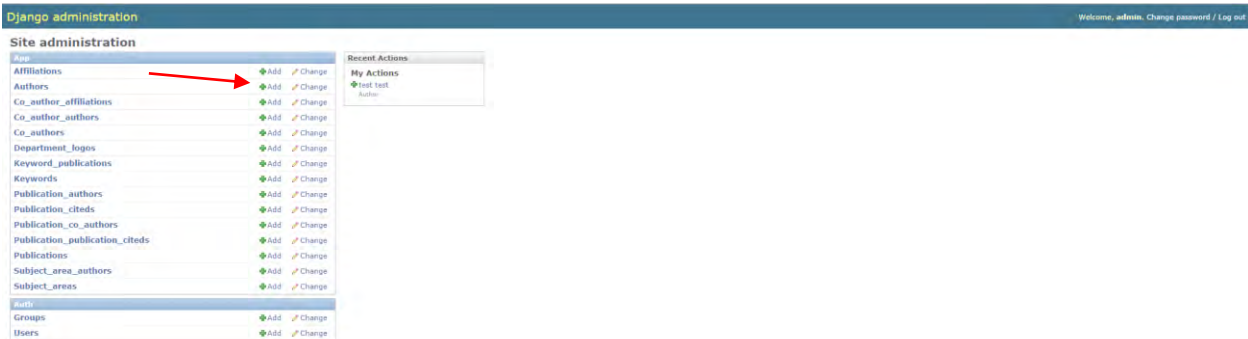 Django administration
Welcome, admin. Change password / Log out
Site administration
App
Affiliations Add Change
Authors Add Change
Co_author_affiliations Add Change
Co_author_authors Add Change
Co_authors Add Change
Department_logos Add Change
Keyword_publications Add Change
Keywords Add Change
Publication_authors Add Change
Publication_citeds Add Change
Publication_co_authors Add Change
Publication_publication_citeds Add Change
Publications Add Change
Subject_area_authors Add Change
Subject_areas Add Change
Auth
Groups Add Change
Users Add Change
Recent Actions
My Actions
test test
Author